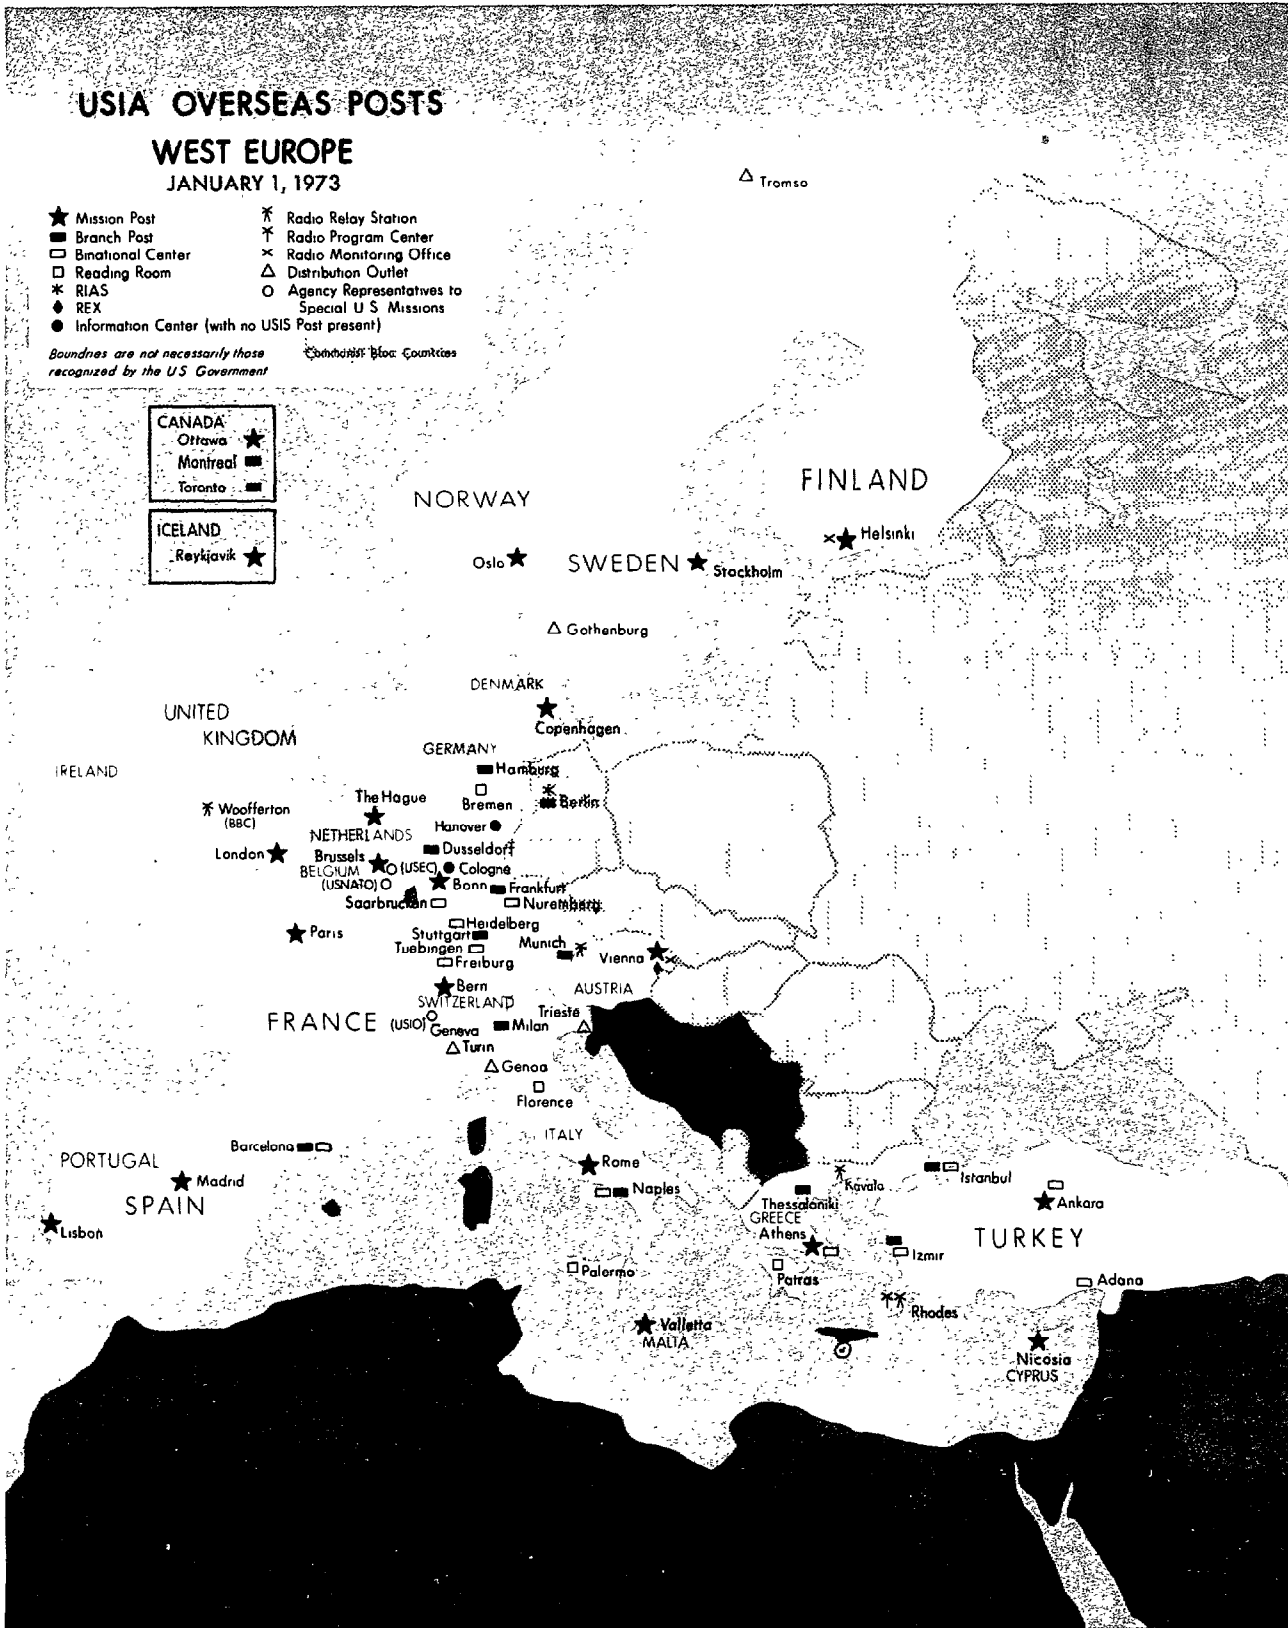 USIA OVERSEAS POSTS
WEST EUROPE
JANUARY 1, 1973
Mission Post
Branch Post
Binational Center
Reading Room
RIAS
REX
Information Center (with no USIS Post present)
Radio Relay Station
Radio Program Center
Radio Monitoring Office
Distribution Outlet
Agency Representatives to
Special U S Missions
Boundries are not necessarily those
recognized by the US Government
Communist Bloc Countries
CANADA
Ottawa
Montreal
Toronto
ICELAND
Reykjavik
Tromso
NORWAY
FINLAND
Helsinki
Oslo
SWEDEN
Stockholm
Gothenburg
DENMARK
Copenhagen
UNITED
KINGDOM
IRELAND
GERMANY
Hamburg
Bremen
Berlin
The Hague
Woofferton
(BBC)
NETHERLANDS
Hanover
London
Brussels
(USEC)
BELGIUM
(USNATO)
Dusseldorf
Cologne
Bonn
Frankfurt
Saarbrucken
Nuremberg
Paris
Heidelberg
Stuttgart
Tuebingen
Munich
Vienna
Freiburg
Bern
SWITZERLAND
AUSTRIA
FRANCE
(USIO)
Geneva
Milan
Trieste
Turin
Genoa
Florence
ITALY
Barcelona
PORTUGAL
Madrid
SPAIN
Lisbon
Rome
Naples
Kavala
Istanbul
Thessaloniki
GREECE
Athens
Ankara
TURKEY
Izmir
Palermo
Patras
Adana
Rhodes
Valletta
MALTA
Nicosia
CYPRUS